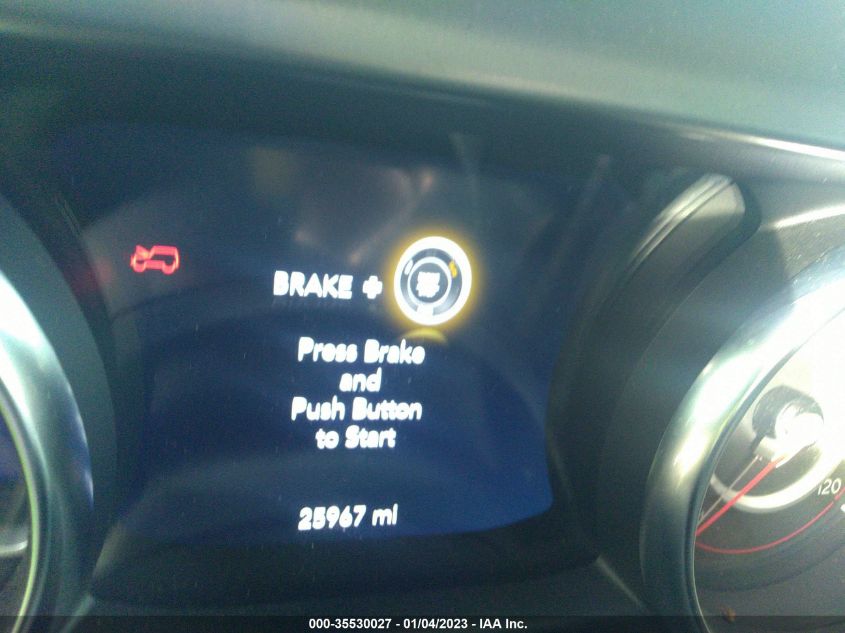 BRAKE +
Press Brake
and
Push Button
to Start
25967 mi
120
000-35530027 - 01/04/2023 - IAA Inc.